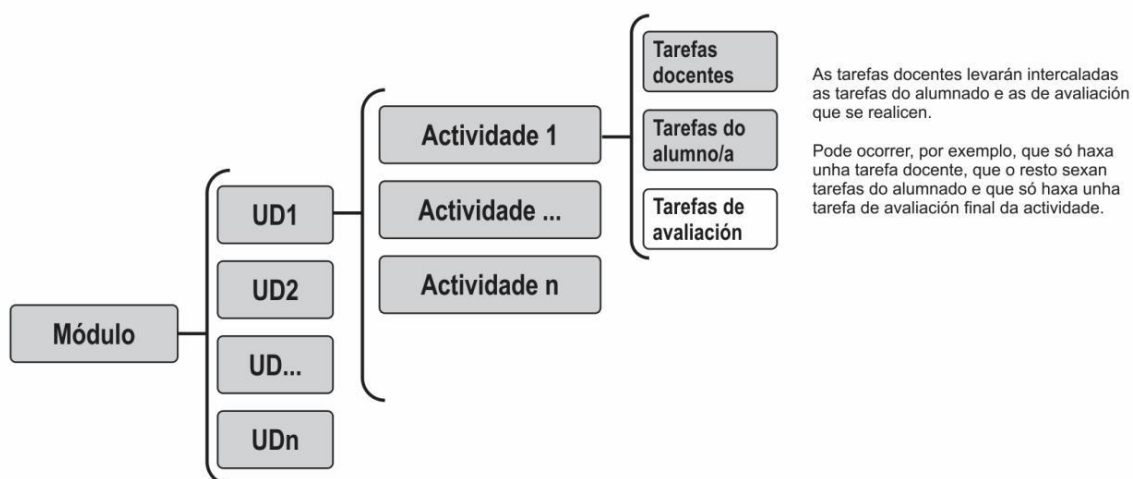 Módulo
UD1
UD2
UD...
UDn
Actividade 1
Actividade ...
Actividade n
Tarefas
docentes
Tarefas do
alumno/a
Tarefas de
avaliación
As tarefas docentes levarán intercaladas
as tarefas do alumnado e as de avaliación
que se realicen.
Pode ocorrer, por exemplo, que só haxa
unha tarefa docente, que o resto sexan
tarefas do alumnado e que só haxa unha
tarefa de avaliación final da actividade.